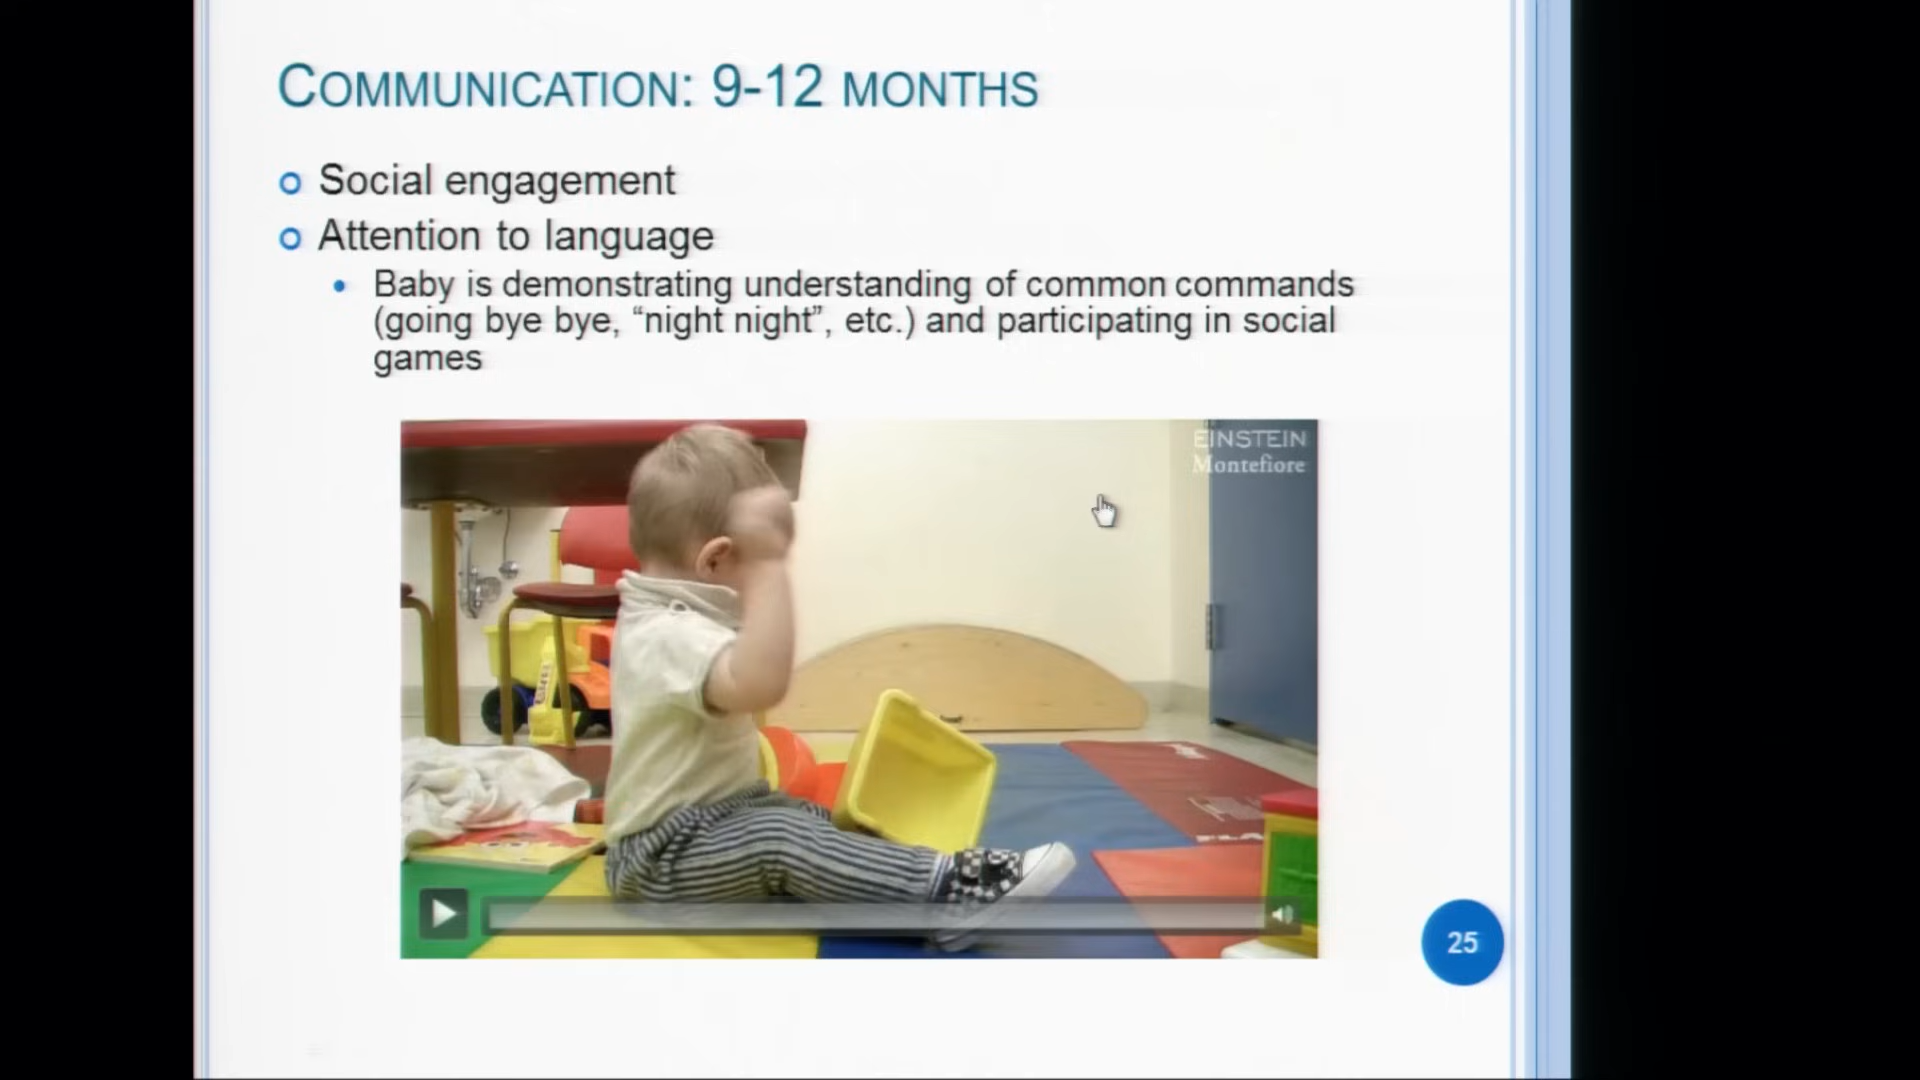 COMMUNICATION: 9-12 MONTHS
Social engagement
Attention to language
Baby is demonstrating understanding of common commands
(going bye bye, “night night”, etc.) and participating in social
games
EINSTEIN
Montefiore
25